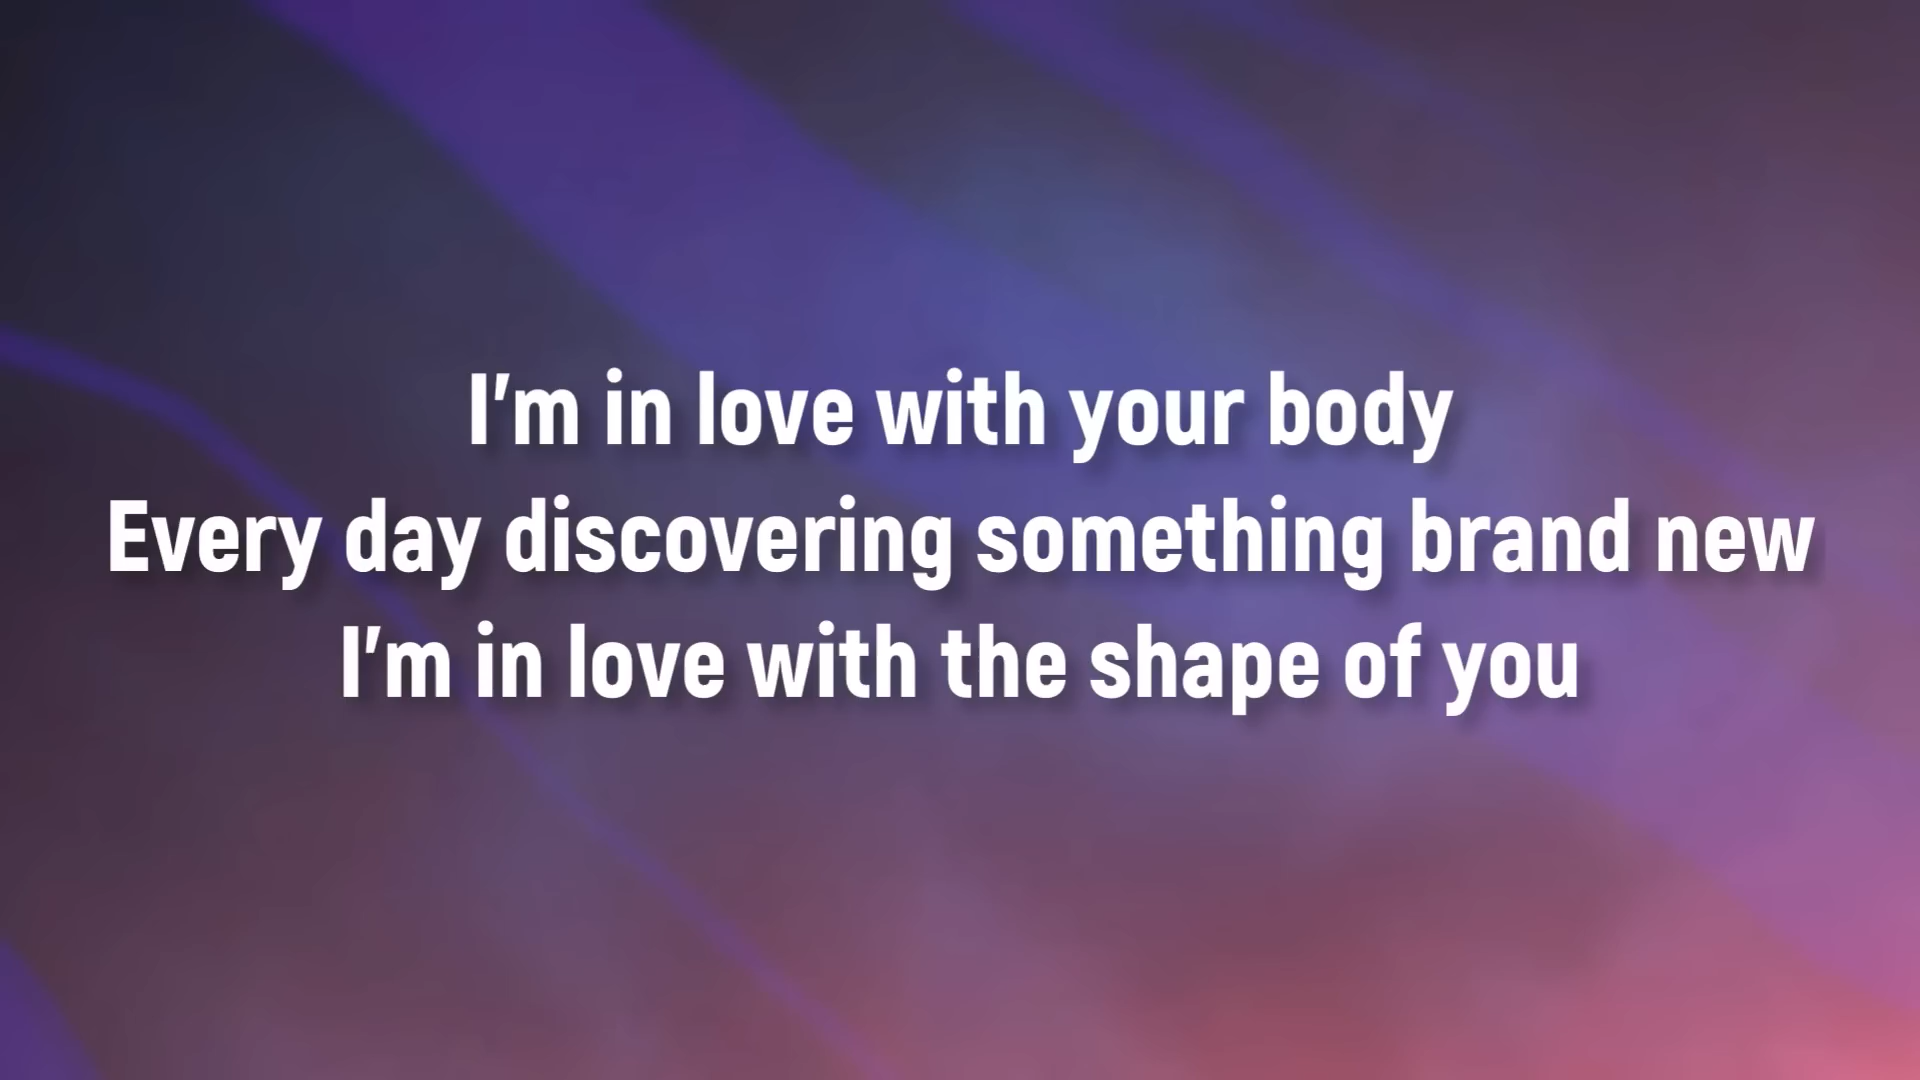 I'm in love with your body
Every day discovering something brand new
I'm in love with the shape of you